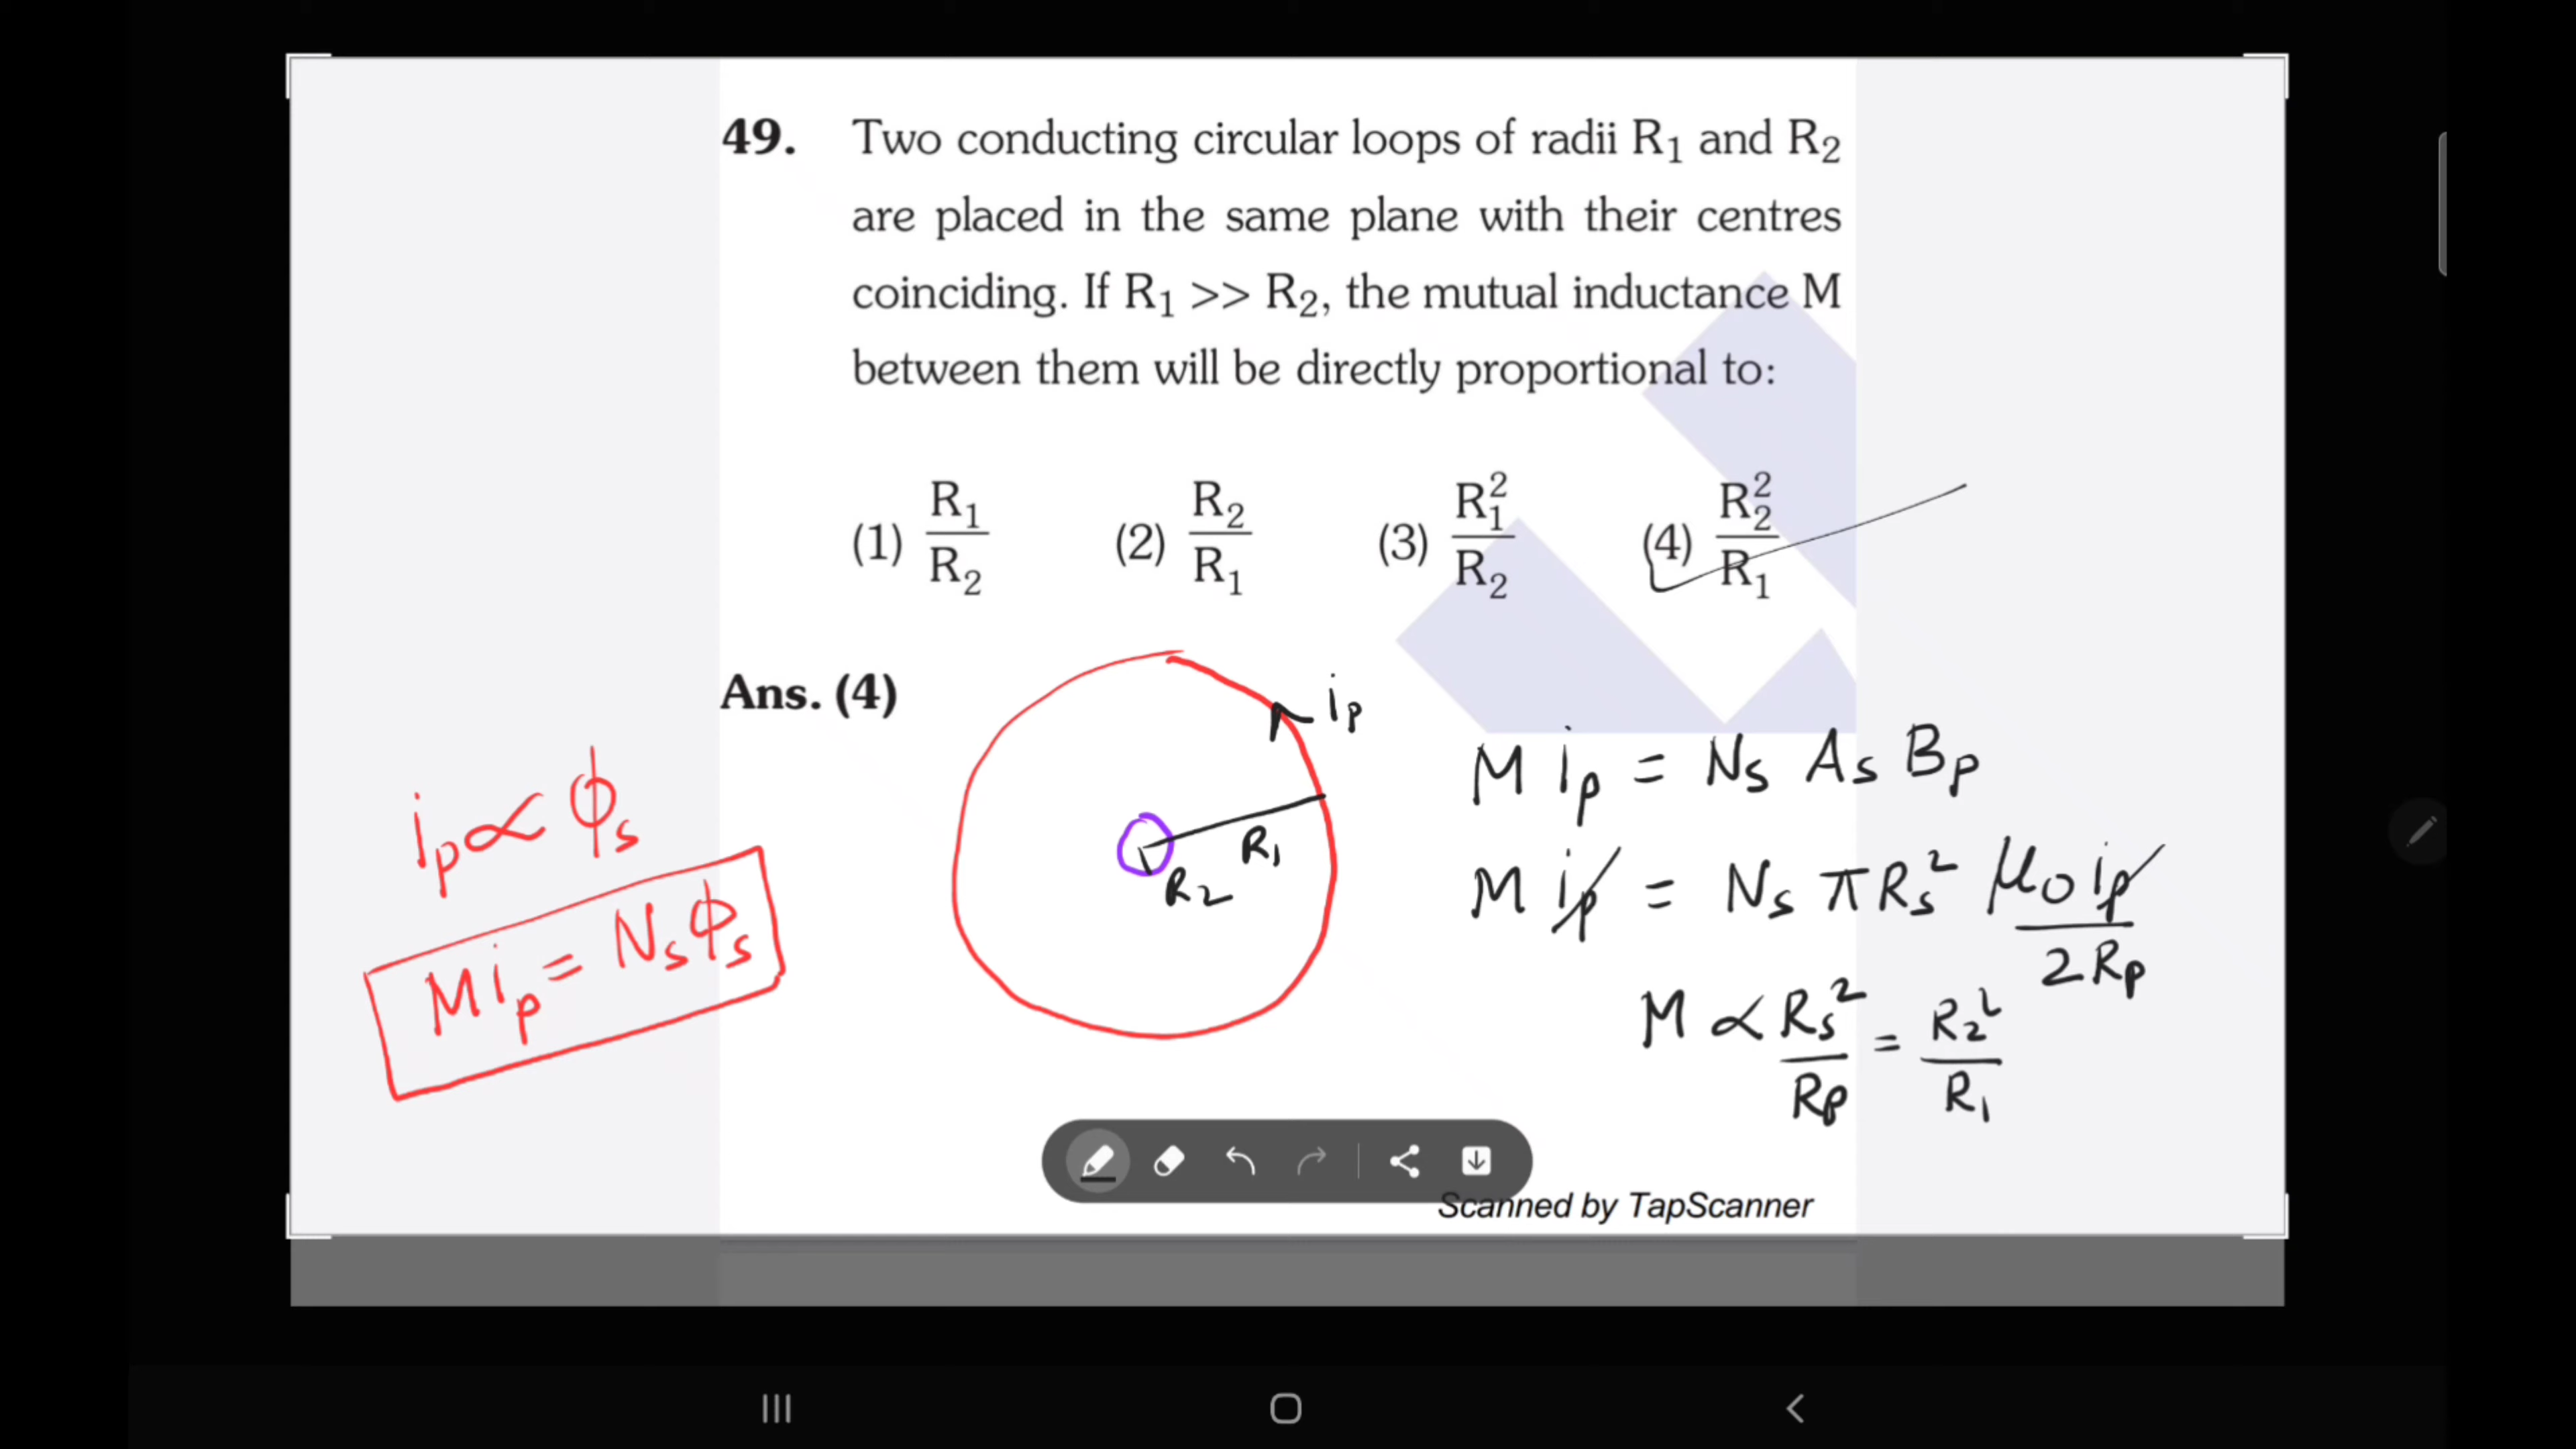 49. Two conducting circular loops of radii R₁ and R₂
are placed in the same plane with their centres
coinciding. If R₁ >> R₂, the mutual inductance M
between them will be directly proportional to:
(1) R₁/R₂ (2) R₂/R₁ (3) R₁²/R₂ (4) R₂²/R₁
Ans. (4)
iₚ
R₁
R₂
iₚ ∝ ϕₛ
M iₚ = Nₛ ϕₛ
M iₚ = Nₛ Aₛ Bₚ
M iₚ = Nₛ π Rₛ² μ₀ iₚ / 2Rₚ
M ∝ Rₛ²/Rₚ = R₂²/R₁
Scanned by TapScanner